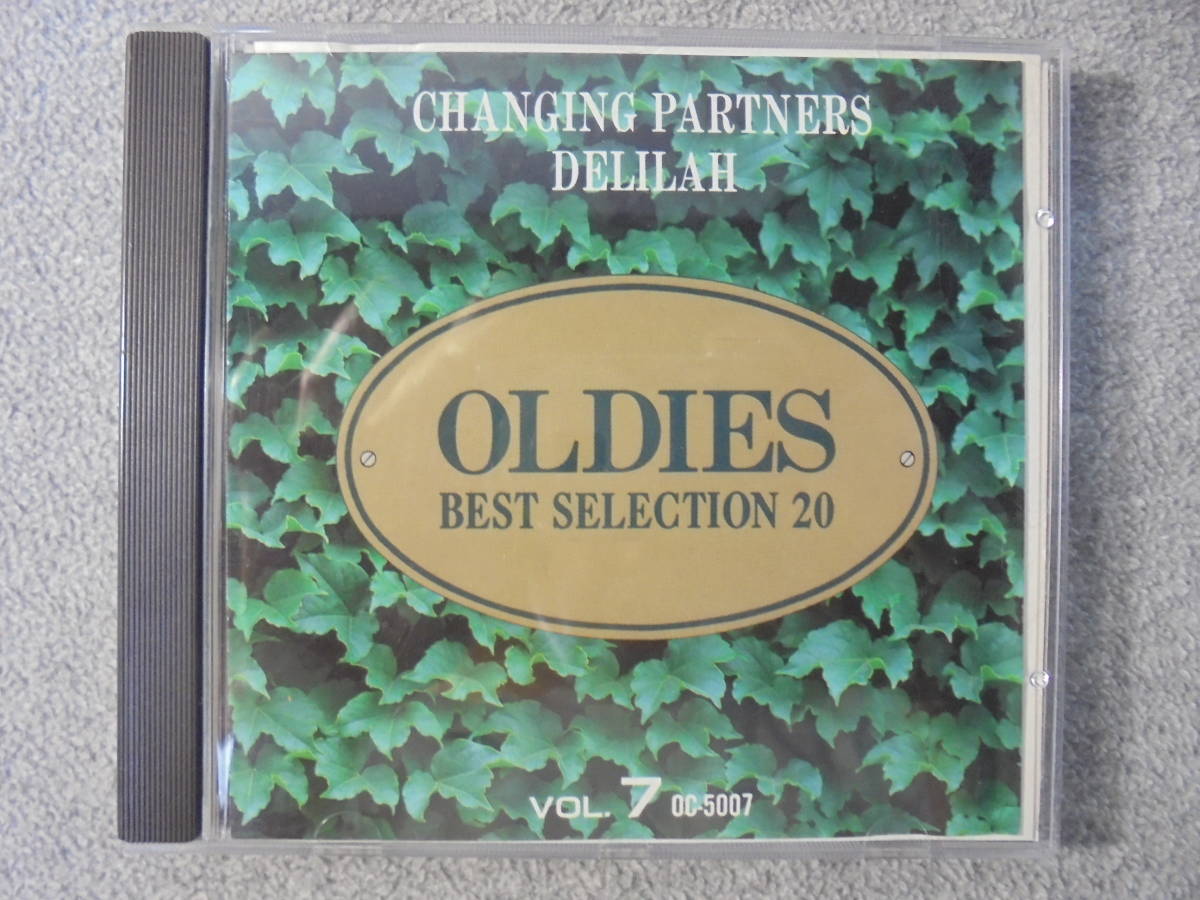 CHANGING PARTNERS
DELILAH
OLDIES
BEST SELECTION 20
VOL. 7 OC-5007